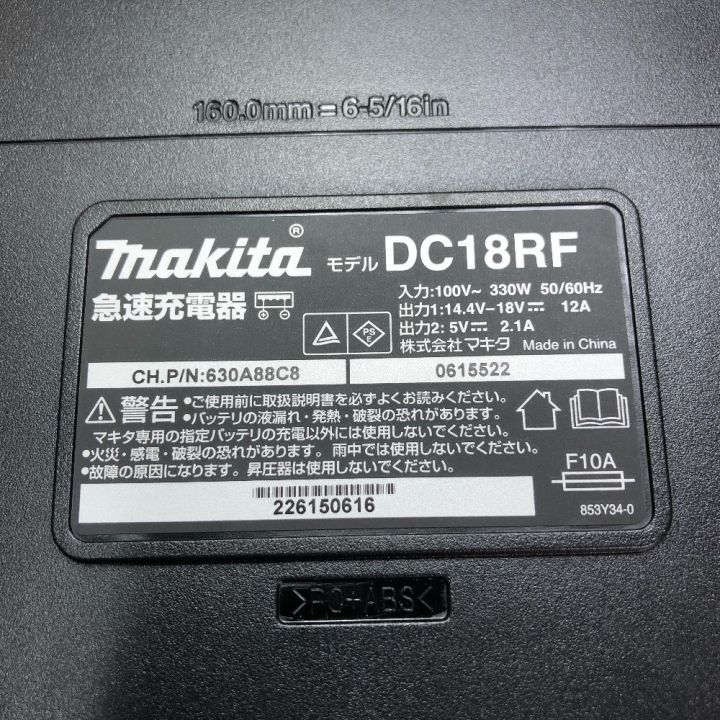 160.0mm=6-5/16in
makita® モデル DC18RF
急速充電器
入力:100V~ 330W 50/60Hz
出力1:14.4V-18V⎓ 12A
出力2: 5V⎓ 2.1A
PS E
株式会社マキタ Made in China
CH.P/N:630A88C8 0615522
警告 •ご使用前に取扱説明書を必ずよくお読みください。
•バッテリの液漏れ・発熱・破裂の恐れがあります。
マキタ専用の指定バッテリの充電以外には使用しないでください。
•火災・感電・破裂の恐れがあります。雨中では使用しないでください。
•故障の原因になります。昇圧器は使用しないでください。
F10A
226150616
853Y34-0
>PC+ABS<